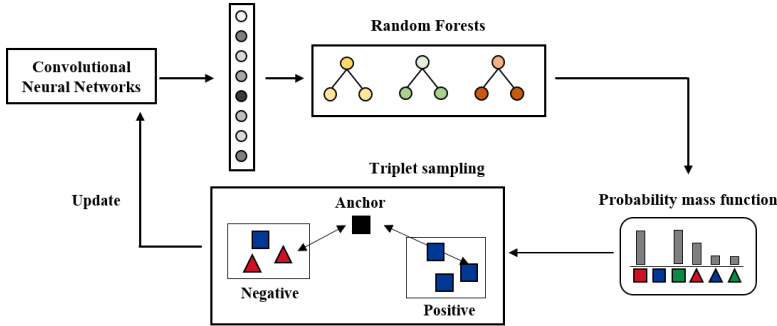 Random Forests
Convolutional
Neural Networks
Triplet sampling
Update
Anchor
Probability mass function
Negative
Positive